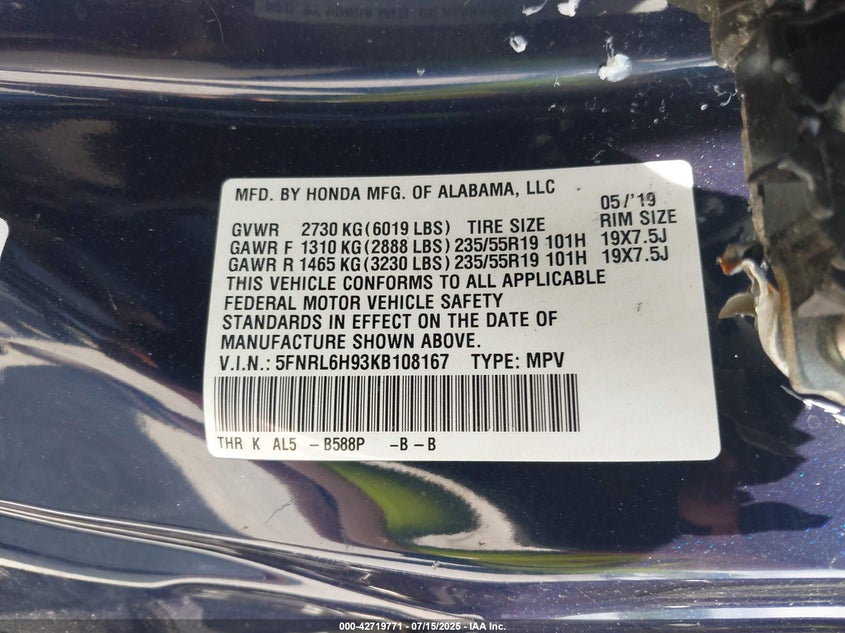 MFD. BY HONDA MFG. OF ALABAMA, LLC 05/'19
GVWR 2730 KG(6019 LBS) TIRE SIZE RIM SIZE
GAWR F 1310 KG(2888 LBS) 235/55R19 101H 19X7.5J
GAWR R 1465 KG(3230 LBS) 235/55R19 101H 19X7.5J
THIS VEHICLE CONFORMS TO ALL APPLICABLE
FEDERAL MOTOR VEHICLE SAFETY
STANDARDS IN EFFECT ON THE DATE OF
MANUFACTURE SHOWN ABOVE.
V.I.N.: 5FNRL6H93KB108167 TYPE: MPV
THR K AL5 -B588P -B-B
000-42719771 - 07/15/2025 - IAA Inc.